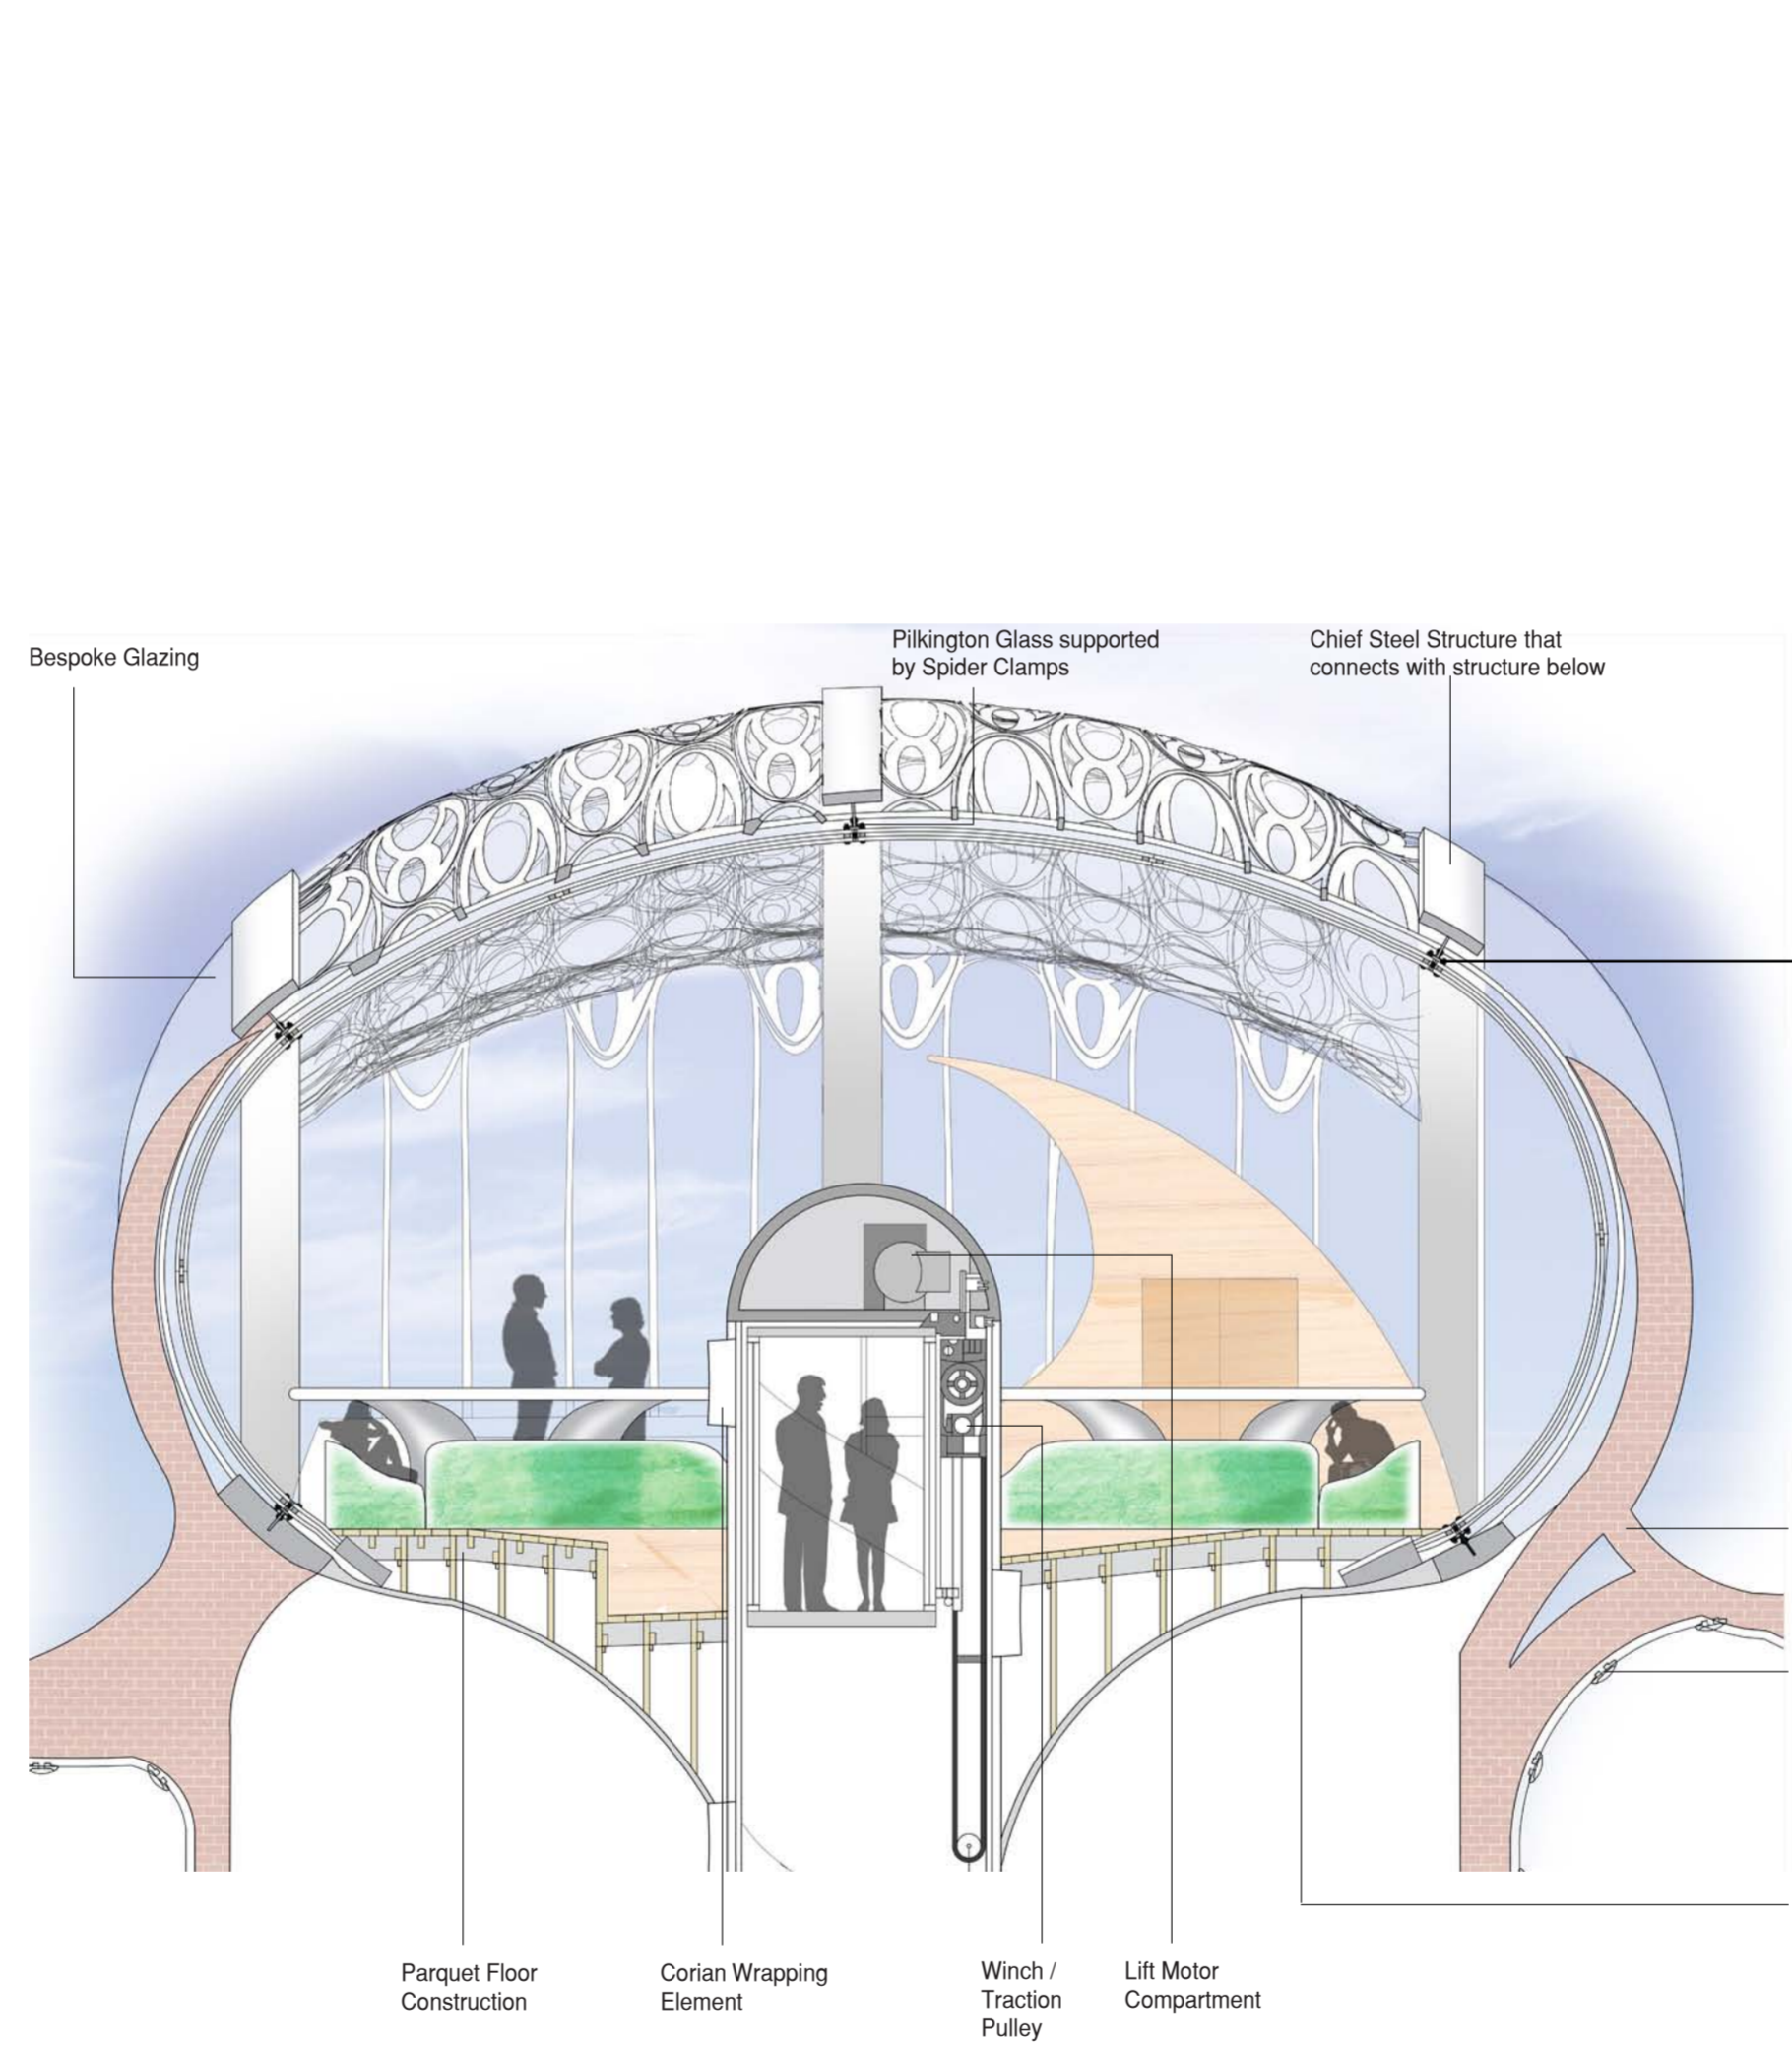 Bespoke Glazing
Pilkington Glass supported
by Spider Clamps
Chief Steel Structure that
connects with structure below
Parquet Floor
Construction
Corian Wrapping
Element
Winch /
Traction
Pulley
Lift Motor
Compartment